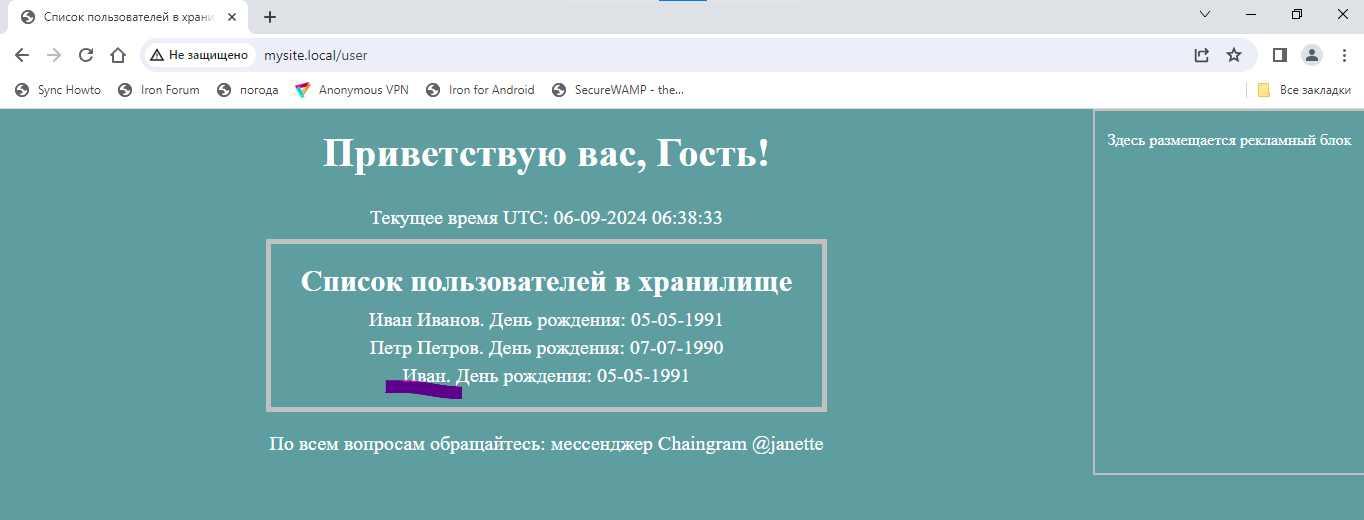 Список пользователей в храни
Не защищено mysite.local/user
Sync Howto Iron Forum погода Anonymous VPN Iron for Android SecureWAMP - the... Все закладки
Приветствую вас, Гость!
Здесь размещается рекламный блок
Текущее время UTC: 06-09-2024 06:38:33
Список пользователей в хранилище
Иван Иванов. День рождения: 05-05-1991
Петр Петров. День рождения: 07-07-1990
Иван. День рождения: 05-05-1991
По всем вопросам обращайтесь: мессенджер Chaingram @janette